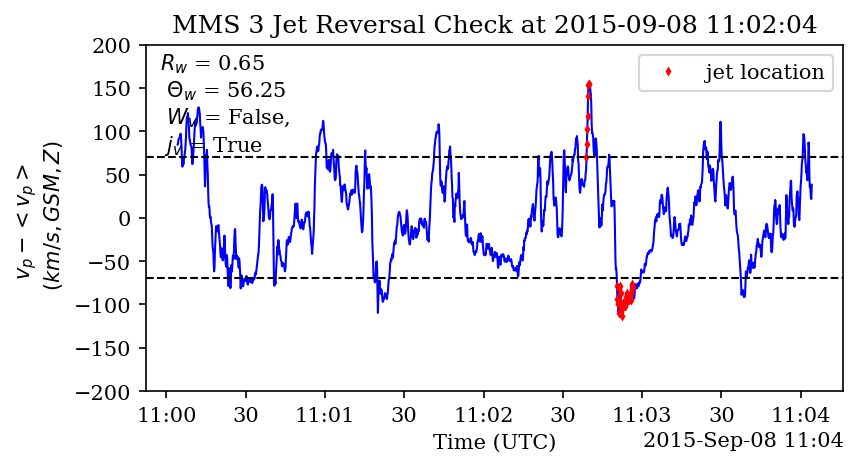 MMS 3 Jet Reversal Check at 2015-09-08 11:02:04
R_w = 0.65
Θ_w = 56.25
W_v = False,
j_v = True
jet location
200
150
100
50
0
−50
−100
−150
−200
v_p − < v_p >
(km/s, GSM, Z)
11:00 30 11:01 30 11:02 30 11:03 30 11:04
Time (UTC)
2015-Sep-08 11:04